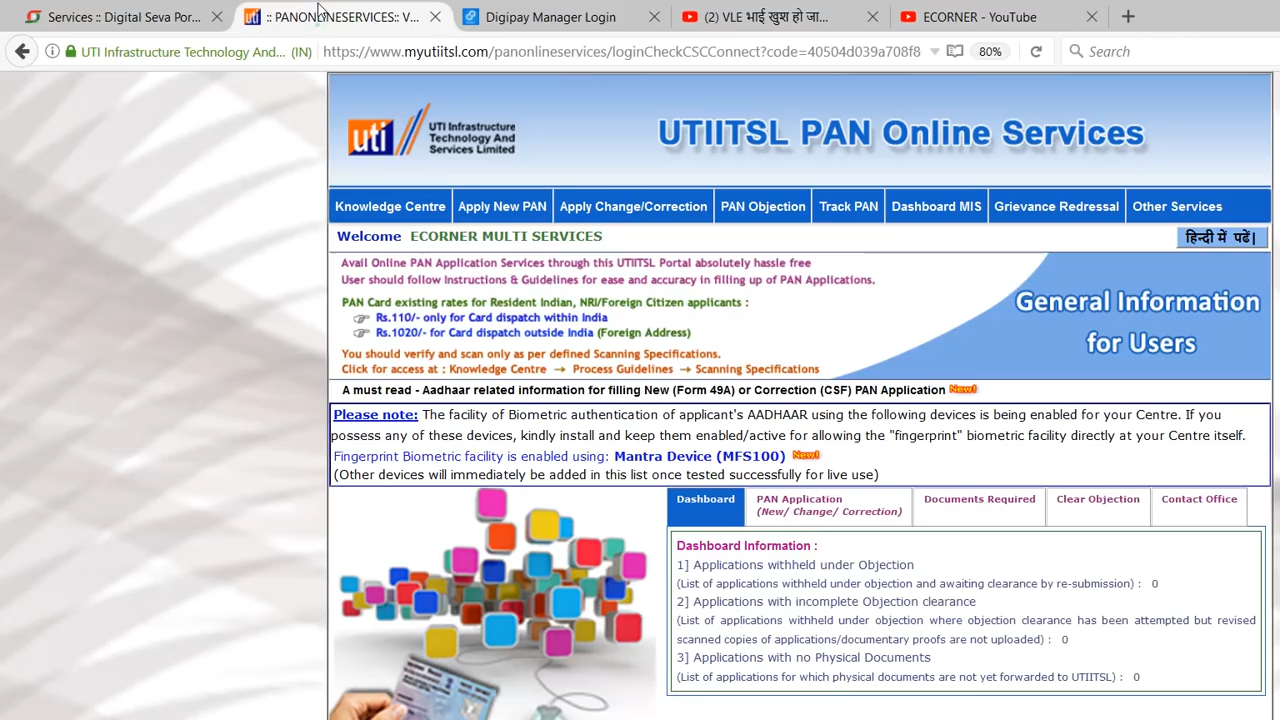 Services :: Digital Seva Por...
:: PANONLINESERVICES:: V...
Digipay Manager Login
(2) VLE भाई खुश हो जा...
ECORNER - YouTube
UTI Infrastructure Technology And... (IN)
https://www.myutiitsl.com/panonlineservices/loginCheckCSCConnect?code=40504d039a708f8
80%
Search
uti
UTI Infrastructure
Technology And
Services Limited
UTIITSL PAN Online Services
Knowledge Centre
Apply New PAN
Apply Change/Correction
PAN Objection
Track PAN
Dashboard MIS
Grievance Redressal
Other Services
Welcome ECORNER MULTI SERVICES
हिन्दी में पढें|
Avail Online PAN Application Services through this UTIITSL Portal absolutely hassle free
User should follow Instructions & Guidelines for ease and accuracy in filling up of PAN Applications.
PAN Card existing rates for Resident Indian, NRI/Foreign Citizen applicants :
Rs.110/- only for Card dispatch within India
Rs.1020/- for Card dispatch outside India (Foreign Address)
You should verify and scan only as per defined Scanning Specifications.
Click for access at : Knowledge Centre → Process Guidelines → Scanning Specifications
General Information
for Users
A must read - Aadhaar related information for filling New (Form 49A) or Correction (CSF) PAN Application New!
Please note: The facility of Biometric authentication of applicant's AADHAAR using the following devices is being enabled for your Centre. If you
possess any of these devices, kindly install and keep them enabled/active for allowing the "fingerprint" biometric facility directly at your Centre itself.
Fingerprint Biometric facility is enabled using: Mantra Device (MFS100) New!
(Other devices will immediately be added in this list once tested successfully for live use)
Dashboard
PAN Application
(New/ Change/ Correction)
Documents Required
Clear Objection
Contact Office
Dashboard Information :
1] Applications withheld under Objection
(List of applications withheld under objection and awaiting clearance by re-submission) : 0
2] Applications with incomplete Objection clearance
(List of applications withheld under objection where objection clearance has been attempted but revised
scanned copies of applications/documentary proofs are not uploaded) : 0
3] Applications with no Physical Documents
(List of applications for which physical documents are not yet forwarded to UTIITSL) : 0